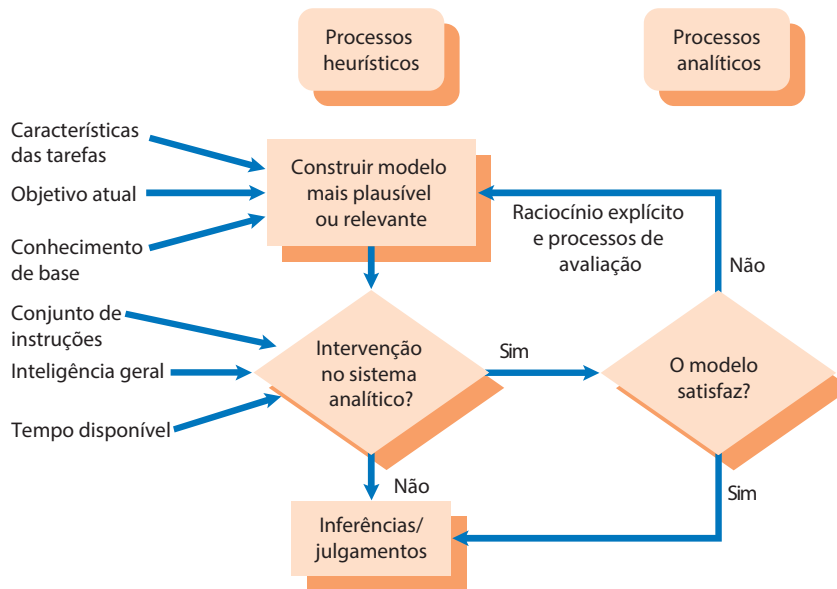 Processos
heurísticos
Processos
analíticos
Características
das tarefas
Objetivo atual
Conhecimento
de base
Construir modelo
mais plausível
ou relevante
Raciocínio explícito
e processos de
avaliação
Não
Conjunto de
instruções
Inteligência geral
Tempo disponível
Intervenção
no sistema
analítico?
Sim
O modelo
satisfaz?
Não
Sim
Inferências/
julgamentos